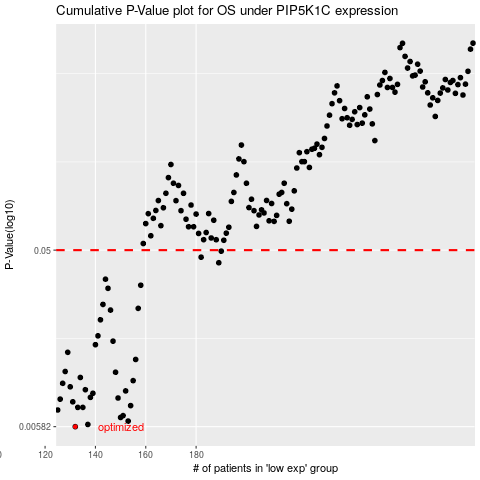 Cumulative P-Value plot for OS under PIP5K1C expression
P-Value(log10)
0.05
0.00582
optimized
0 120 140 160 180
# of patients in 'low exp' group